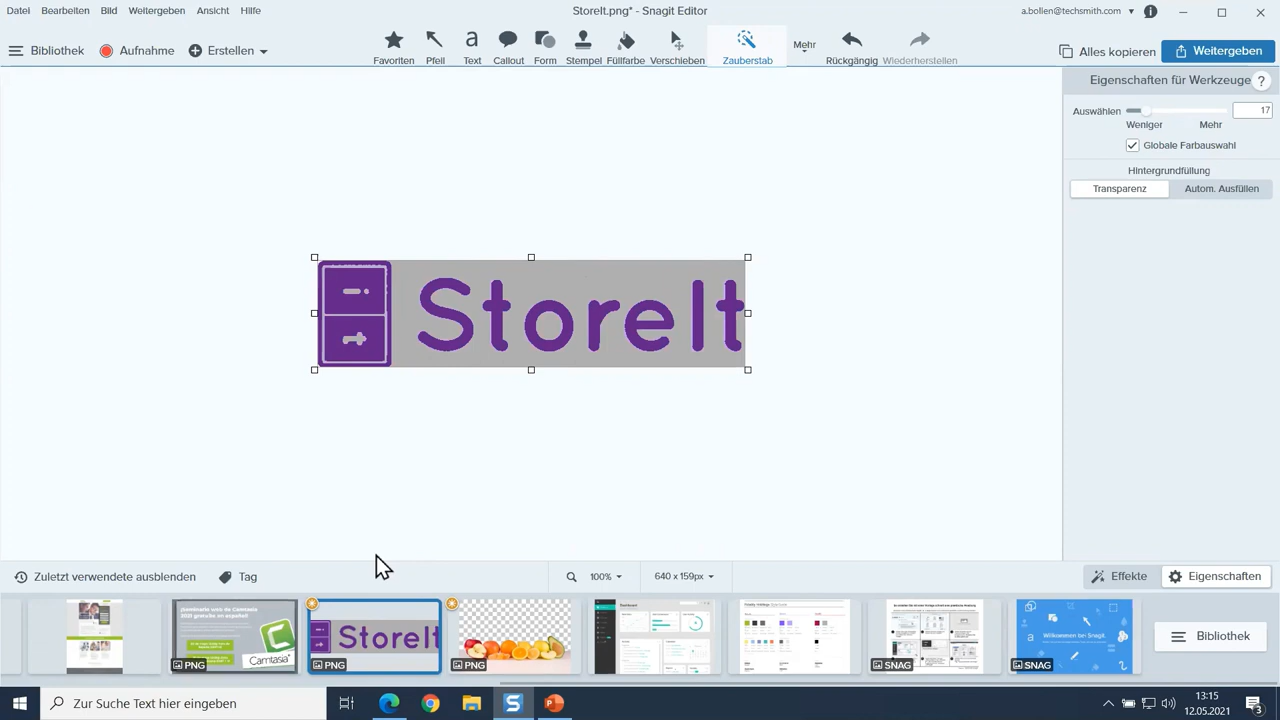 Datei Bearbeiten Bild Weitergeben Ansicht Hilfe
StoreIt.png* - Snagit Editor
a.bollen@techsmith.com
Bibliothek Aufnahme Erstellen
Favoriten Pfeil Text Callout Form Stempel Füllfarbe Verschieben Zauberstab Mehr Rückgängig Wiederherstellen
Alles kopieren Weitergeben
Eigenschaften für Werkzeuge ?
Auswählen 17
Weniger Mehr
Globale Farbauswahl
Hintergrundfüllung
Transparenz Autom. Ausfüllen
StoreIt
Zuletzt verwendete ausblenden Tag
100% 640 x 159px
Effekte Eigenschaften
Camtasia
PNG
StoreIt
PNG
PNG
Dashboard
Willkommen bei Snagit
SNAG
SNAG
Bibliothek
Zur Suche Text hier eingeben
13:15
12.05.2021
3